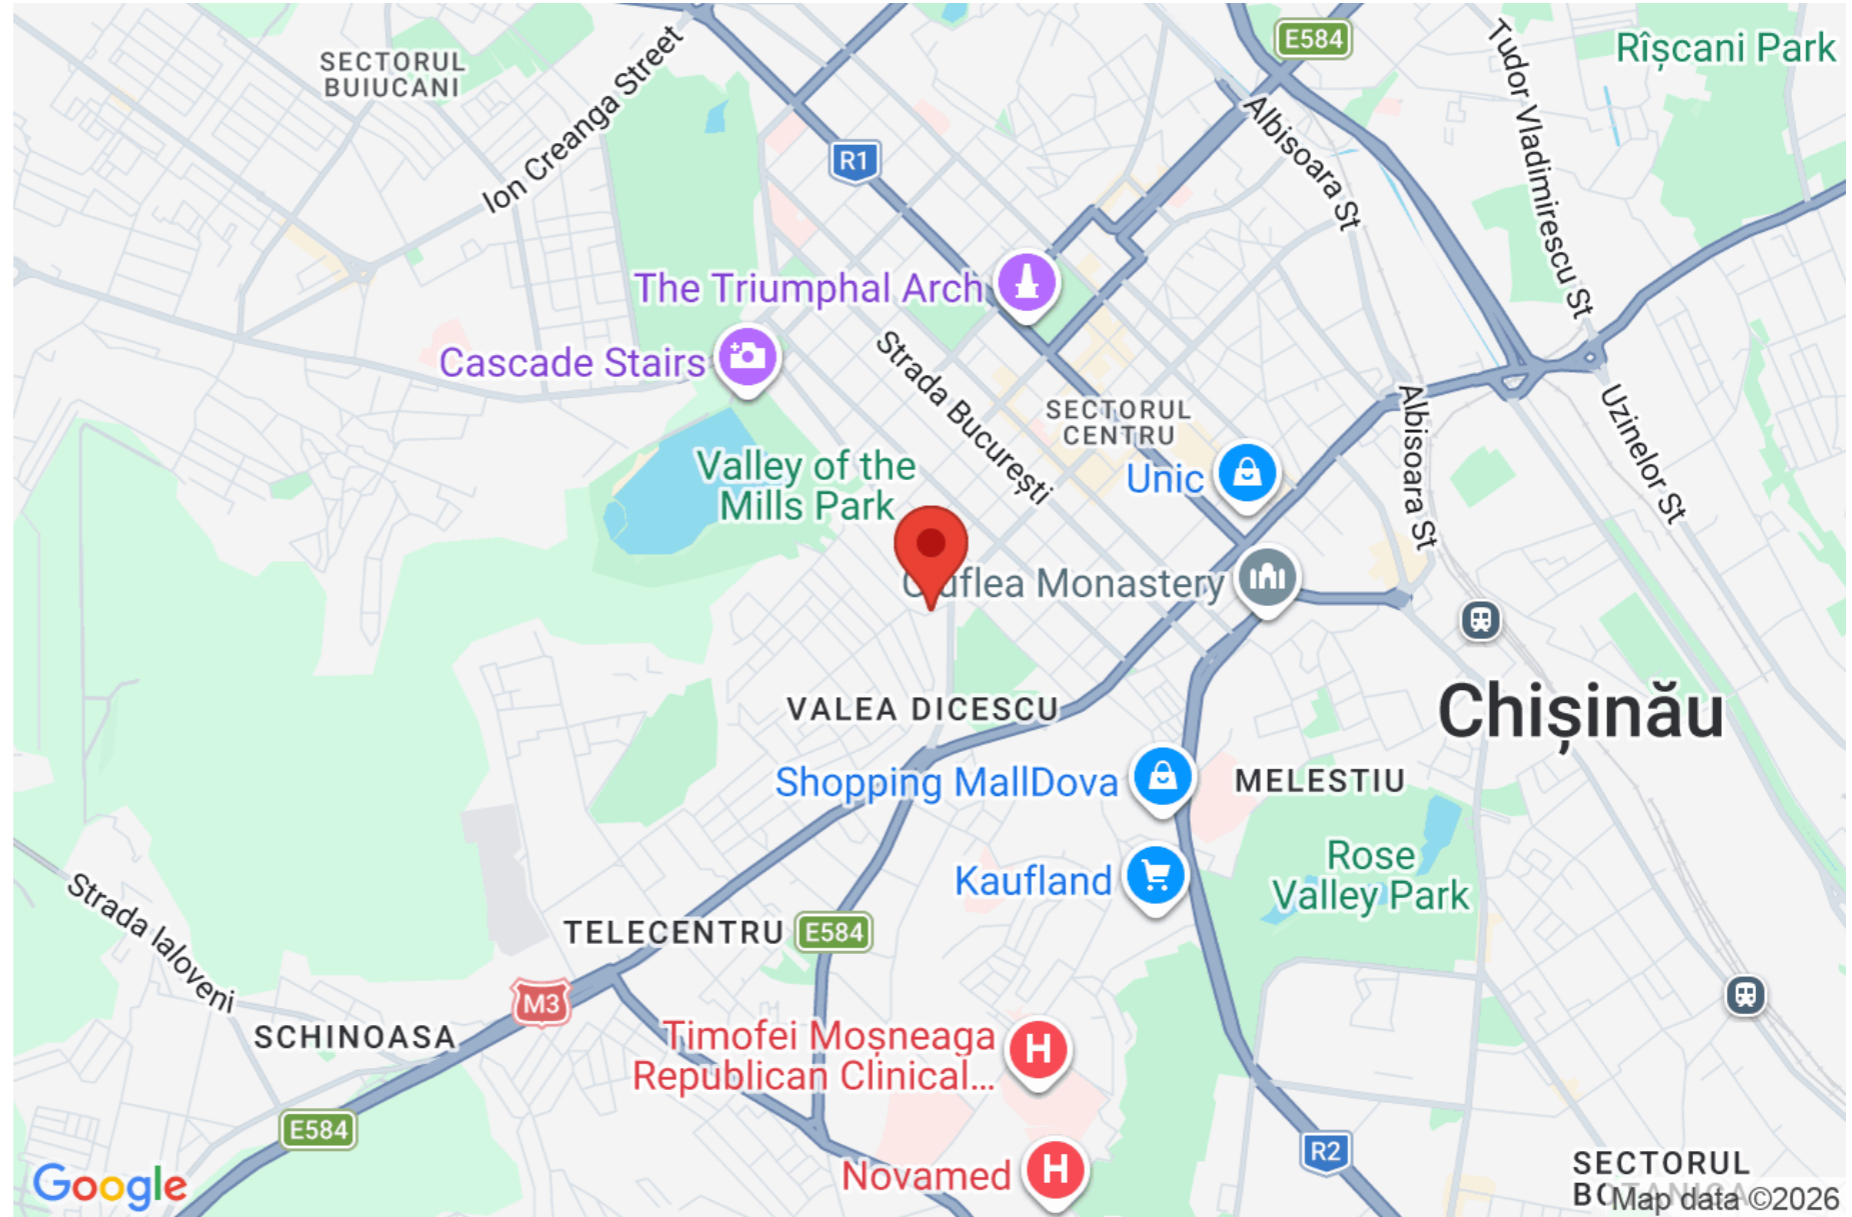 SECTORUL
BUIUCANI
Ion Creanga Street
E584
Tudor Vladimirescu St
Rîșcani Park
R1
Albisoara St
The Triumphal Arch
Cascade Stairs
Strada București
SECTORUL
CENTRU
Albisoara St
Uzinelor St
Valley of the
Mills Park
Unic
Monastery
VALEA DICESCU
Chișinău
Shopping MallDova
MELESTIU
Kaufland
Rose
Valley Park
Strada Ialoveni
TELECENTRU
E584
M3
SCHINOASA
Timofei Moșneaga
Republican Clinical...
E584
Novamed
R2
SECTORUL
Google
Map data ©2026